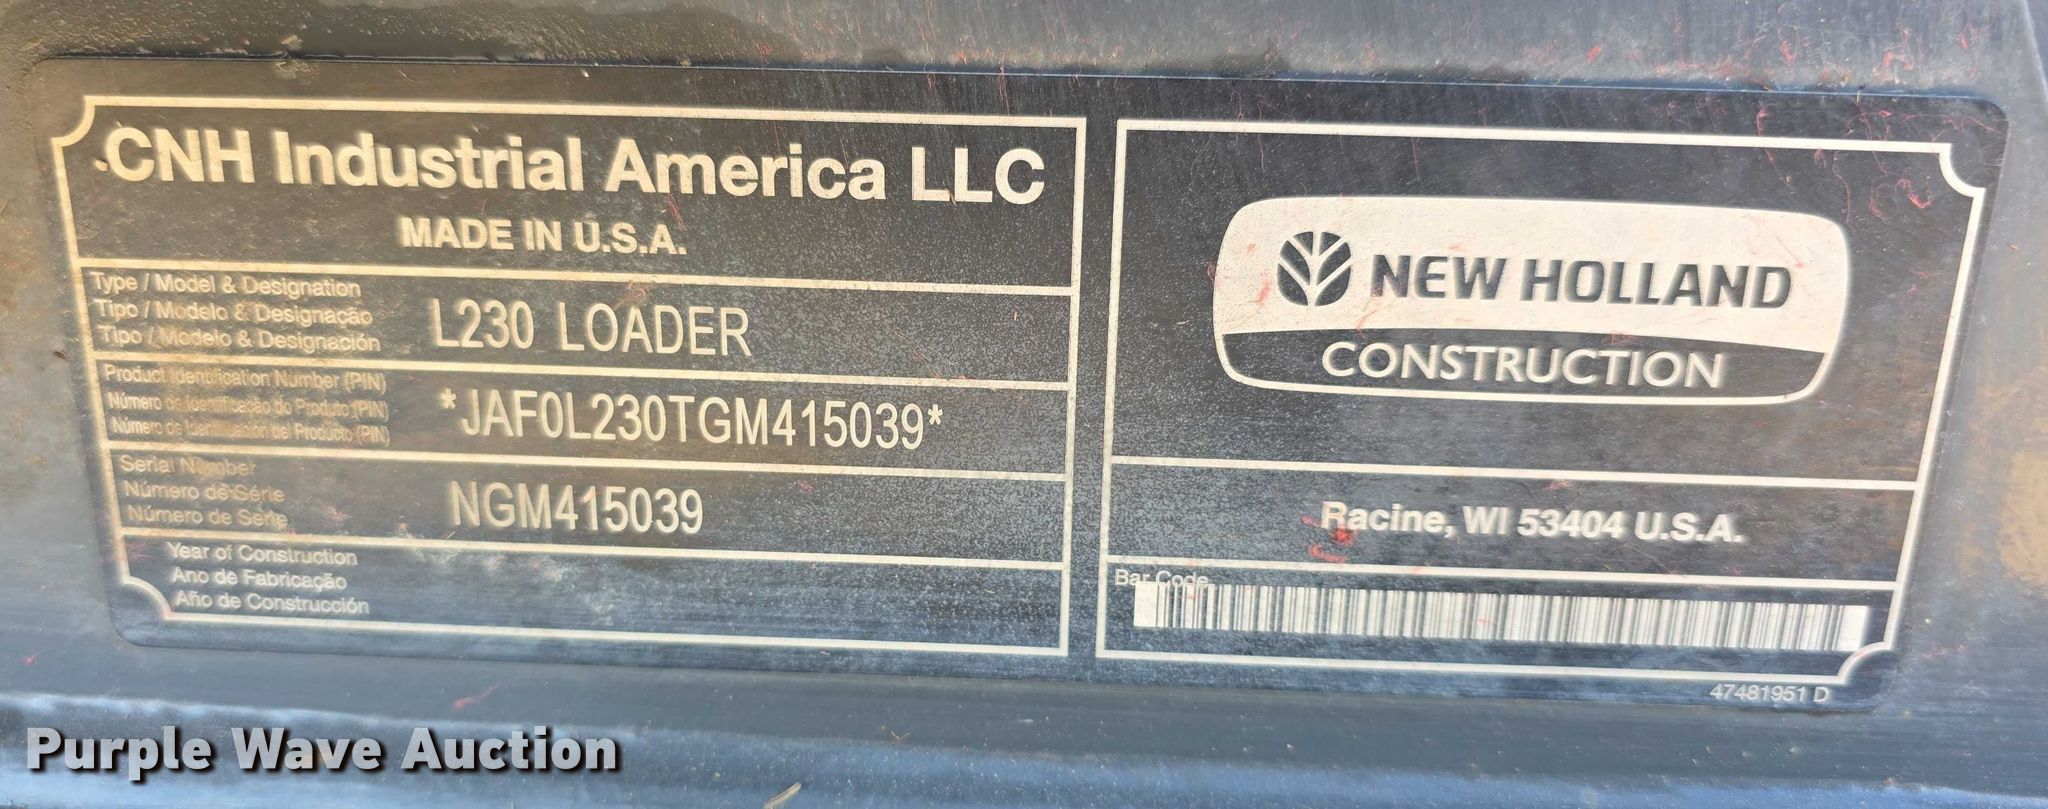 CNH Industrial America LLC
MADE IN U.S.A.
Type / Model & Designation
Tipo / Modelo & Designação
Tipo / Modelo & Designación
L230 LOADER
Product Identification Number (PIN)
Número de Identificação do Produto (PIN)
Número de Identificación del Producto (PIN)
*JAF0L230TGM415039*
Serial Number
Número de Série
Número de Serie
NGM415039
Year of Construction
Ano de Fabricação
Año de Construcción
NEW HOLLAND
CONSTRUCTION
Racine, WI 53404 U.S.A.
Bar Code
47481951 D
Purple Wave Auction